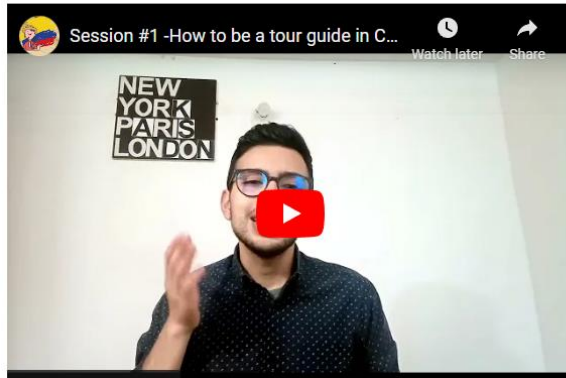 Session #1 -How to be a tour guide in C...
Watch later
Share
NEW
YORK
PARIS
LONDON